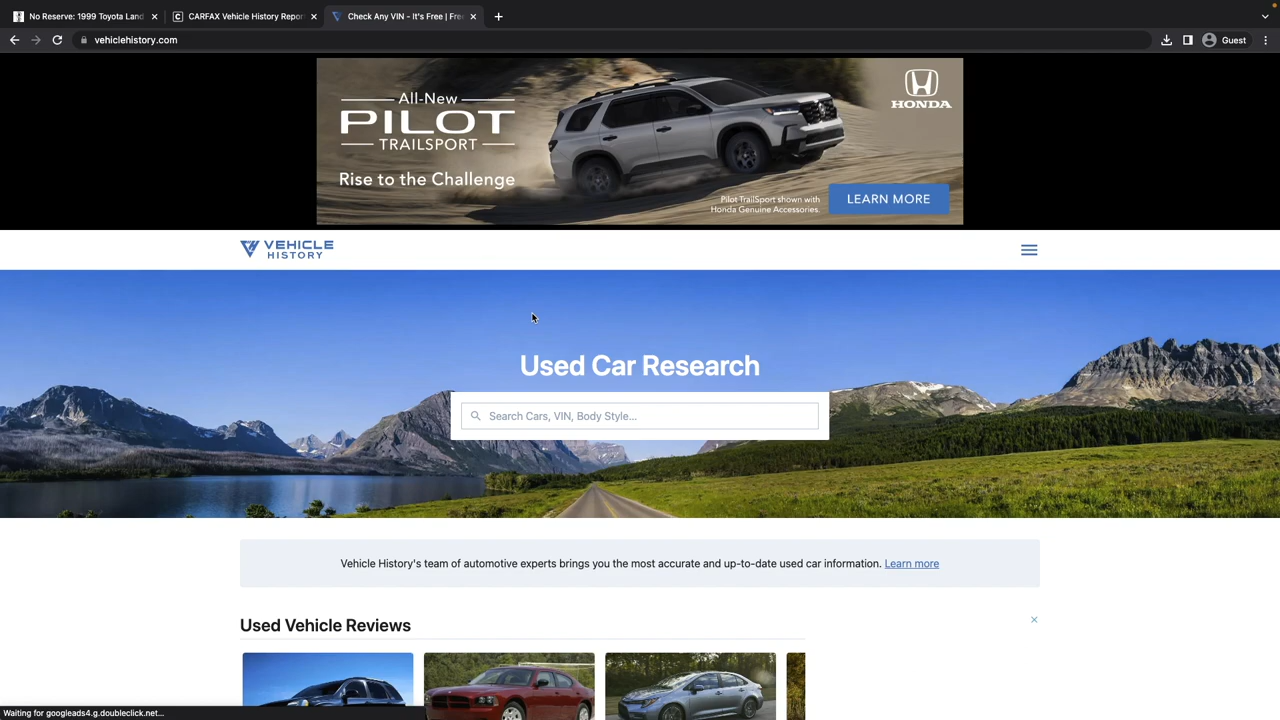 No Reserve: 1999 Toyota Land
CARFAX Vehicle History Repor
Check Any VIN - It's Free | Fre
vehiclehistory.com
Guest
All-New
PILOT
TRAILSPORT
Rise to the Challenge
Pilot TrailSport shown with
Honda Genuine Accessories.
LEARN MORE
HONDA
VEHICLE
HISTORY
Used Car Research
Search Cars, VIN, Body Style...
Vehicle History's team of automotive experts brings you the most accurate and up-to-date used car information. Learn more
Used Vehicle Reviews
Waiting for googleads4.g.doubleclick.net...